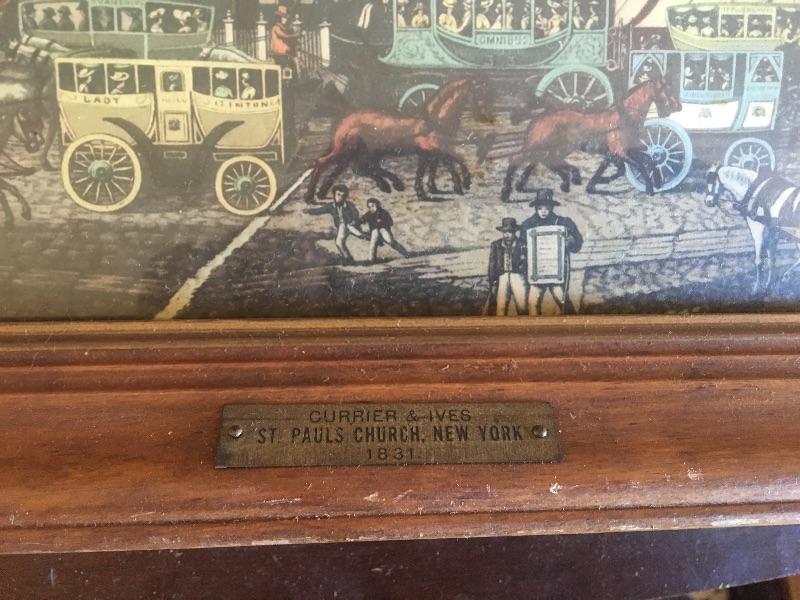 OMNIBUS
LADY
CLINTON
CURRIER & IVES
ST. PAULS CHURCH, NEW YORK
1831